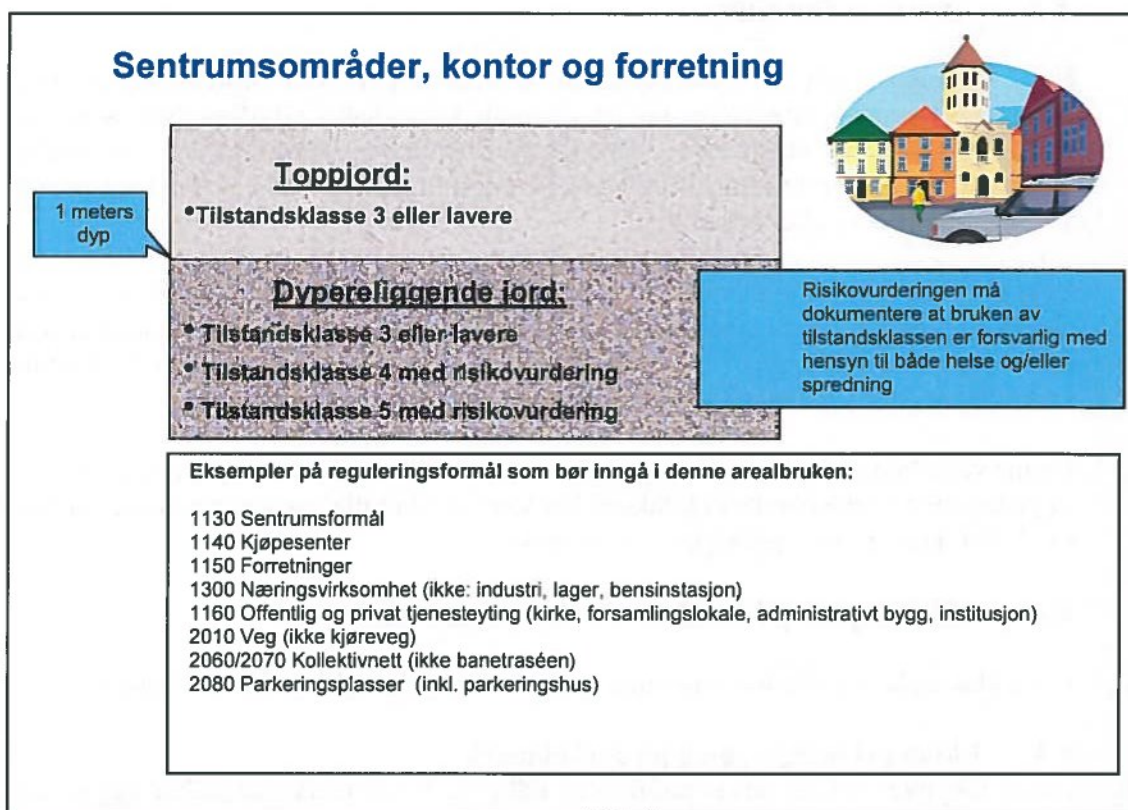 Sentrumsområder, kontor og forretning
Toppjord:
•Tilstandsklasse 3 eller lavere
1 meters
dyp
Dypereliggende jord:
• Tilstandsklasse 3 eller lavere
• Tilstandsklasse 4 med risikovurdering
• Tilstandsklasse 5 med risikovurdering
Risikovurderingen må
dokumentere at bruken av
tilstandsklassen er forsvarlig med
hensyn til både helse og/eller
spredning
Eksempler på reguleringsformål som bør inngå i denne arealbruken:
1130 Sentrumsformål
1140 Kjøpesenter
1150 Forretninger
1300 Næringsvirksomhet (ikke: industri, lager, bensinstasjon)
1160 Offentlig og privat tjenesteyting (kirke, forsamlingslokale, administrativt bygg, institusjon)
2010 Veg (ikke kjøreveg)
2060/2070 Kollektivnett (ikke banetraséen)
2080 Parkeringsplasser (inkl. parkeringshus)